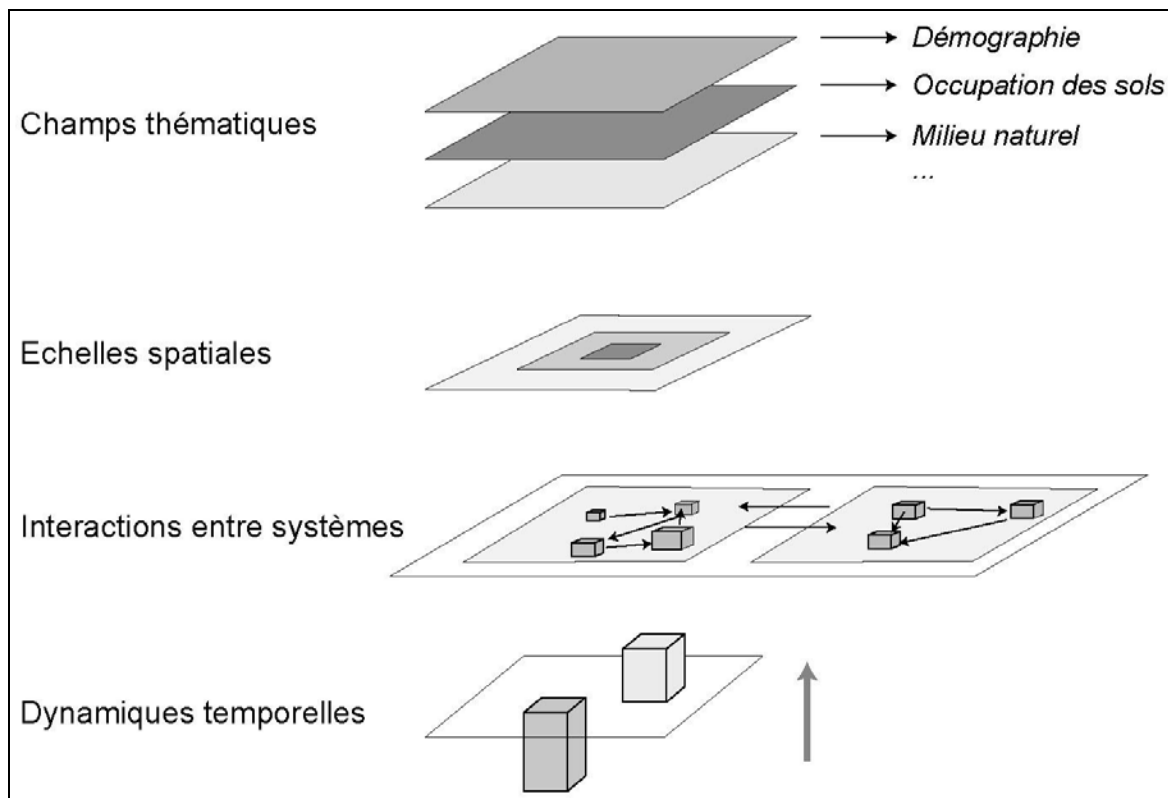 Démographie
Occupation des sols
Champs thématiques
Milieu naturel
...
Echelles spatiales
Interactions entre systèmes
Dynamiques temporelles